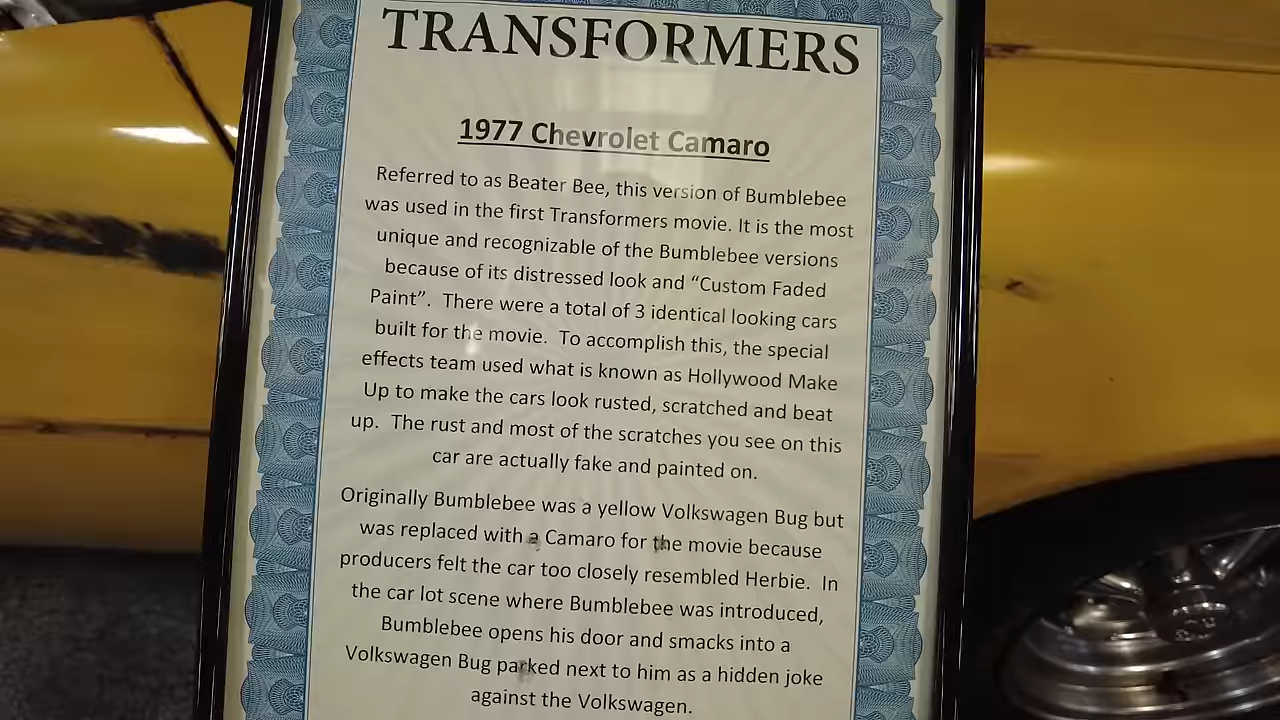 TRANSFORMERS
1977 Chevrolet Camaro
Referred to as Beater Bee, this version of Bumblebee
was used in the first Transformers movie. It is the most
unique and recognizable of the Bumblebee versions
because of its distressed look and “Custom Faded
Paint”. There were a total of 3 identical looking cars
built for the movie. To accomplish this, the special
effects team used what is known as Hollywood Make
Up to make the cars look rusted, scratched and beat
up. The rust and most of the scratches you see on this
car are actually fake and painted on.
Originally Bumblebee was a yellow Volkswagen Bug but
was replaced with a Camaro for the movie because
producers felt the car too closely resembled Herbie. In
the car lot scene where Bumblebee was introduced,
Bumblebee opens his door and smacks into a
Volkswagen Bug parked next to him as a hidden joke
against the Volkswagen.